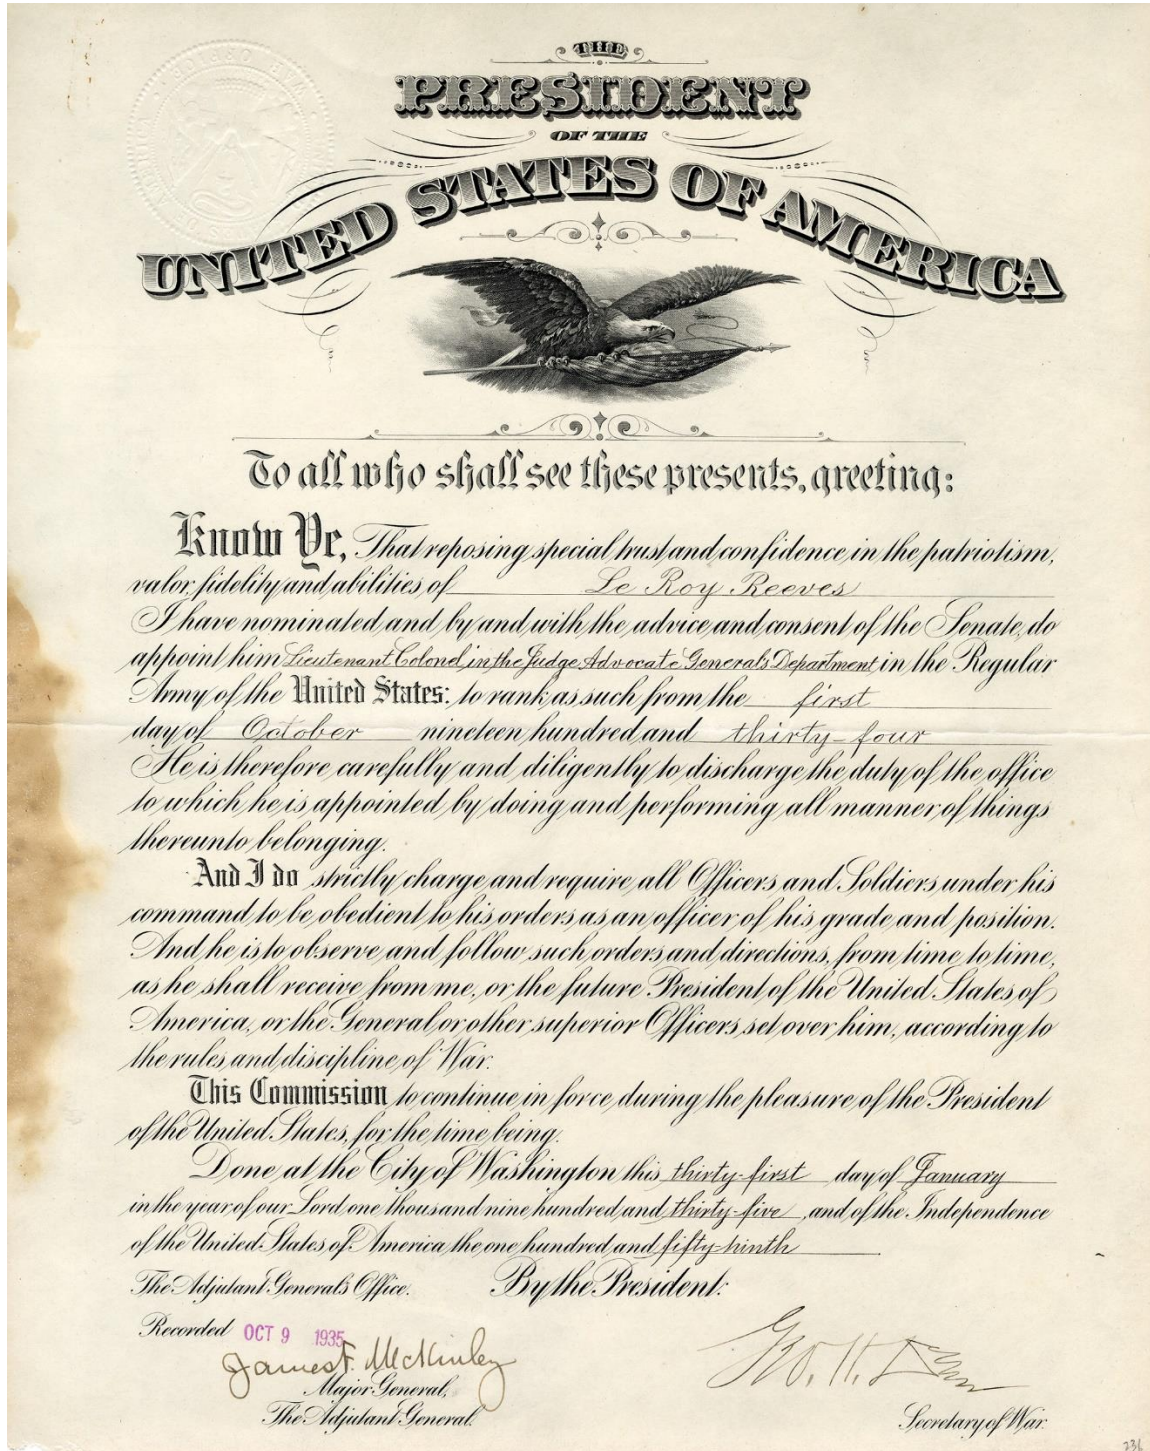 THE
PRESIDENT
OF THE
UNITED STATES OF AMERICA
To all who shall see these presents, greeting:
Know Ye, That reposing special trust and confidence in the patriotism,
valor, fidelity and abilities of Le Roy Reeves
I have nominated and by and with the advice and consent of the Senate, do
appoint him Lieutenant Colonel, in the Judge Advocate General's Department in the Regular
Army of the United States: to rank as such from the first
day of October nineteen hundred and thirty-four
He is therefore carefully and diligently to discharge the duty of the office
to which he is appointed by doing and performing all manner of things
thereunto belonging.
And I do strictly charge and require all Officers and Soldiers under his
command to be obedient to his orders as an officer of his grade and position.
And he is to observe and follow such orders and directions, from time to time,
as he shall receive from me, or the future President of the United States of
America, or the General or other superior Officers set over him, according to
the rules and discipline of War.
This Commission to continue in force during the pleasure of the President
of the United States, for the time being.
Done at the City of Washington this thirty-first day of January
in the year of our Lord one thousand nine hundred and thirty-five, and of the Independence
of the United States of America the one hundred and fifty-ninth
The Adjutant General's Office. By the President:
Recorded OCT 9 1935
James F. McKinley
Major General,
The Adjutant General.
Geo. H. Dern
Secretary of War.
236